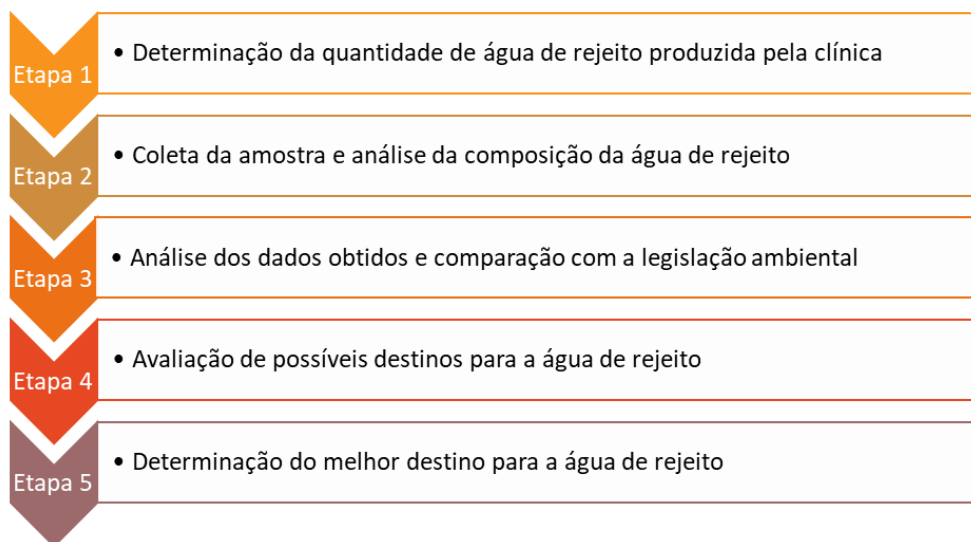 Etapa 1
• Determinação da quantidade de água de rejeito produzida pela clínica
Etapa 2
• Coleta da amostra e análise da composição da água de rejeito
Etapa 3
• Análise dos dados obtidos e comparação com a legislação ambiental
Etapa 4
• Avaliação de possíveis destinos para a água de rejeito
Etapa 5
• Determinação do melhor destino para a água de rejeito